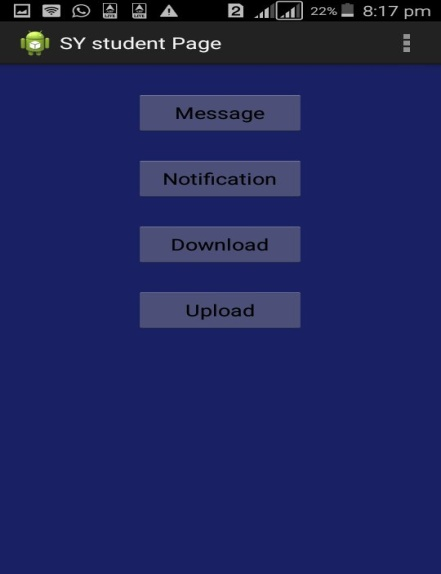 2 22% 8:17 pm
SY student Page
Message
Notification
Download
Upload